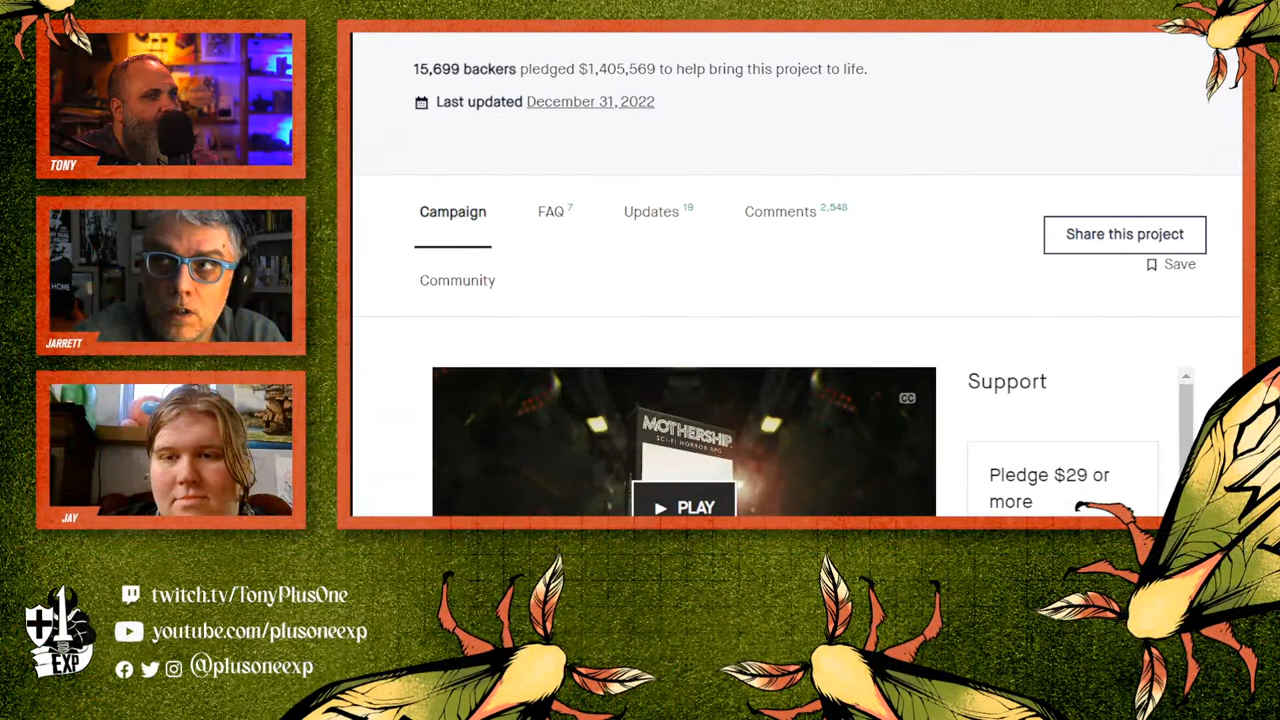 TONY
HOME
JARRETT
JAY
15,699 backers pledged $1,405,569 to help bring this project to life.
Last updated December 31, 2022
Campaign
FAQ 7
Updates 19
Comments 2,548
Community
Share this project
Save
CC
MOTHERSHIP
SCI-FI HORROR RPG
PLAY
Support
Pledge $29 or
more
+1
EXP
twitch.tv/TonyPlusOne
youtube.com/plusoneexp
@plusoneexp